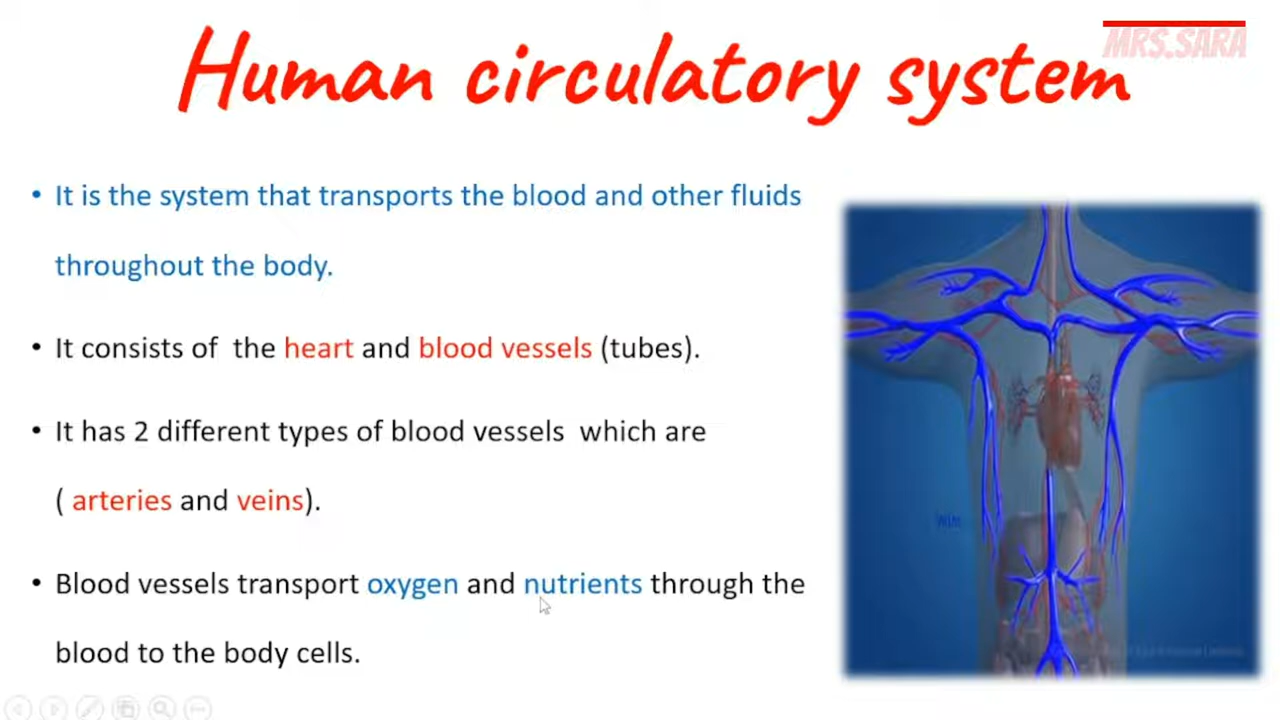 MRS.SARA
Human circulatory system
• It is the system that transports the blood and other fluids
throughout the body.
• It consists of the heart and blood vessels (tubes).
• It has 2 different types of blood vessels which are
( arteries and veins).
• Blood vessels transport oxygen and nutrients through the
blood to the body cells.